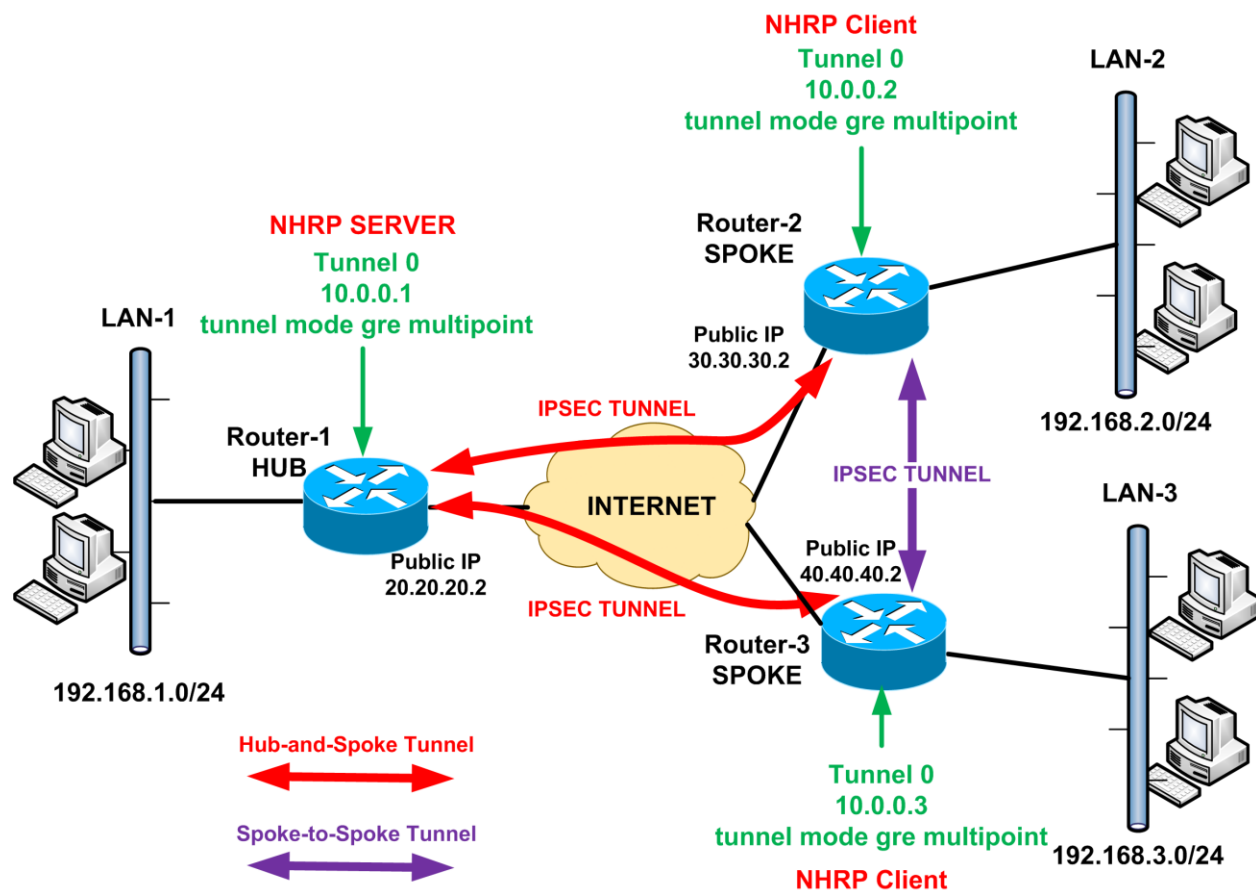 NHRP Client
Tunnel 0
10.0.0.2
tunnel mode gre multipoint
LAN-2
NHRP SERVER
Tunnel 0
10.0.0.1
tunnel mode gre multipoint
LAN-1
Router-2
SPOKE
Public IP
30.30.30.2
192.168.2.0/24
IPSEC TUNNEL
Router-1
HUB
INTERNET
IPSEC TUNNEL
LAN-3
Public IP
20.20.20.2
Public IP
40.40.40.2
IPSEC TUNNEL
Router-3
SPOKE
192.168.1.0/24
Hub-and-Spoke Tunnel
Spoke-to-Spoke Tunnel
Tunnel 0
10.0.0.3
tunnel mode gre multipoint
NHRP Client
192.168.3.0/24